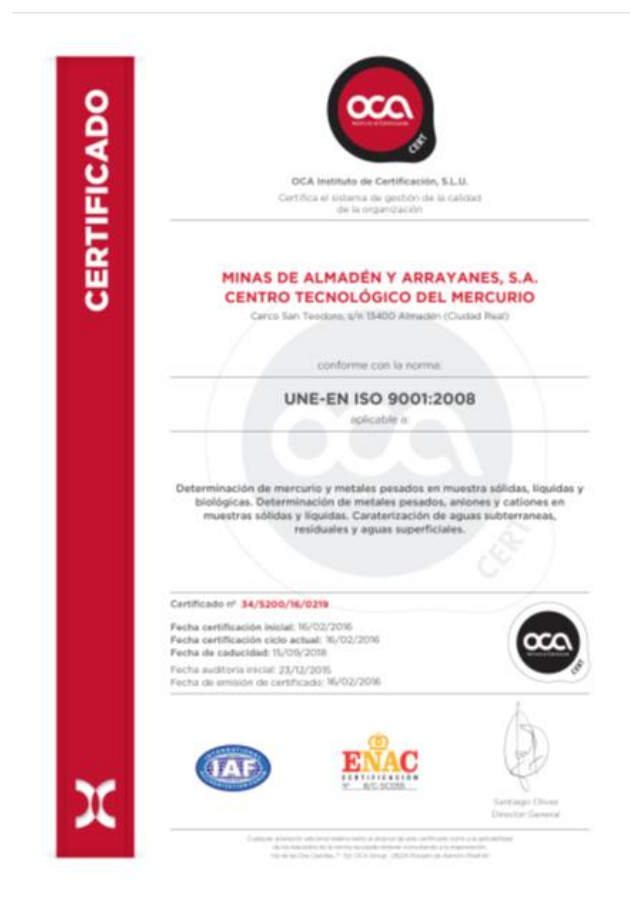 CERTIFICADO
oca
CERT
OCA Instituto de Certificación, S.L.U.
Certifica el sistema de gestión de la calidad
de la organización
MINAS DE ALMADÉN Y ARRAYANES, S.A.
CENTRO TECNOLÓGICO DEL MERCURIO
Cerco San Teodoro, s/n 13400 Almadén (Ciudad Real)
conforme con la norma:
UNE-EN ISO 9001:2008
aplicable a:
oca
CERT
Determinación de mercurio y metales pesados en muestra sólidas, líquidas y
biológicas. Determinación de metales pesados, aniones y cationes en
muestras sólidas y líquidas. Caraterización de aguas subterraneas,
residuales y aguas superficiales.
Certificado nº 34/5200/16/0219
Fecha certificación inicial: 16/02/2016
Fecha certificación ciclo actual: 16/02/2016
Fecha de caducidad: 15/09/2018
Fecha auditoría inicial: 23/12/2015
Fecha de emisión de certificado: 16/02/2016
oca
CERT
INTERNATIONAL
IAF
ENAC
CERTIFICACIÓN
Santiago
Director General